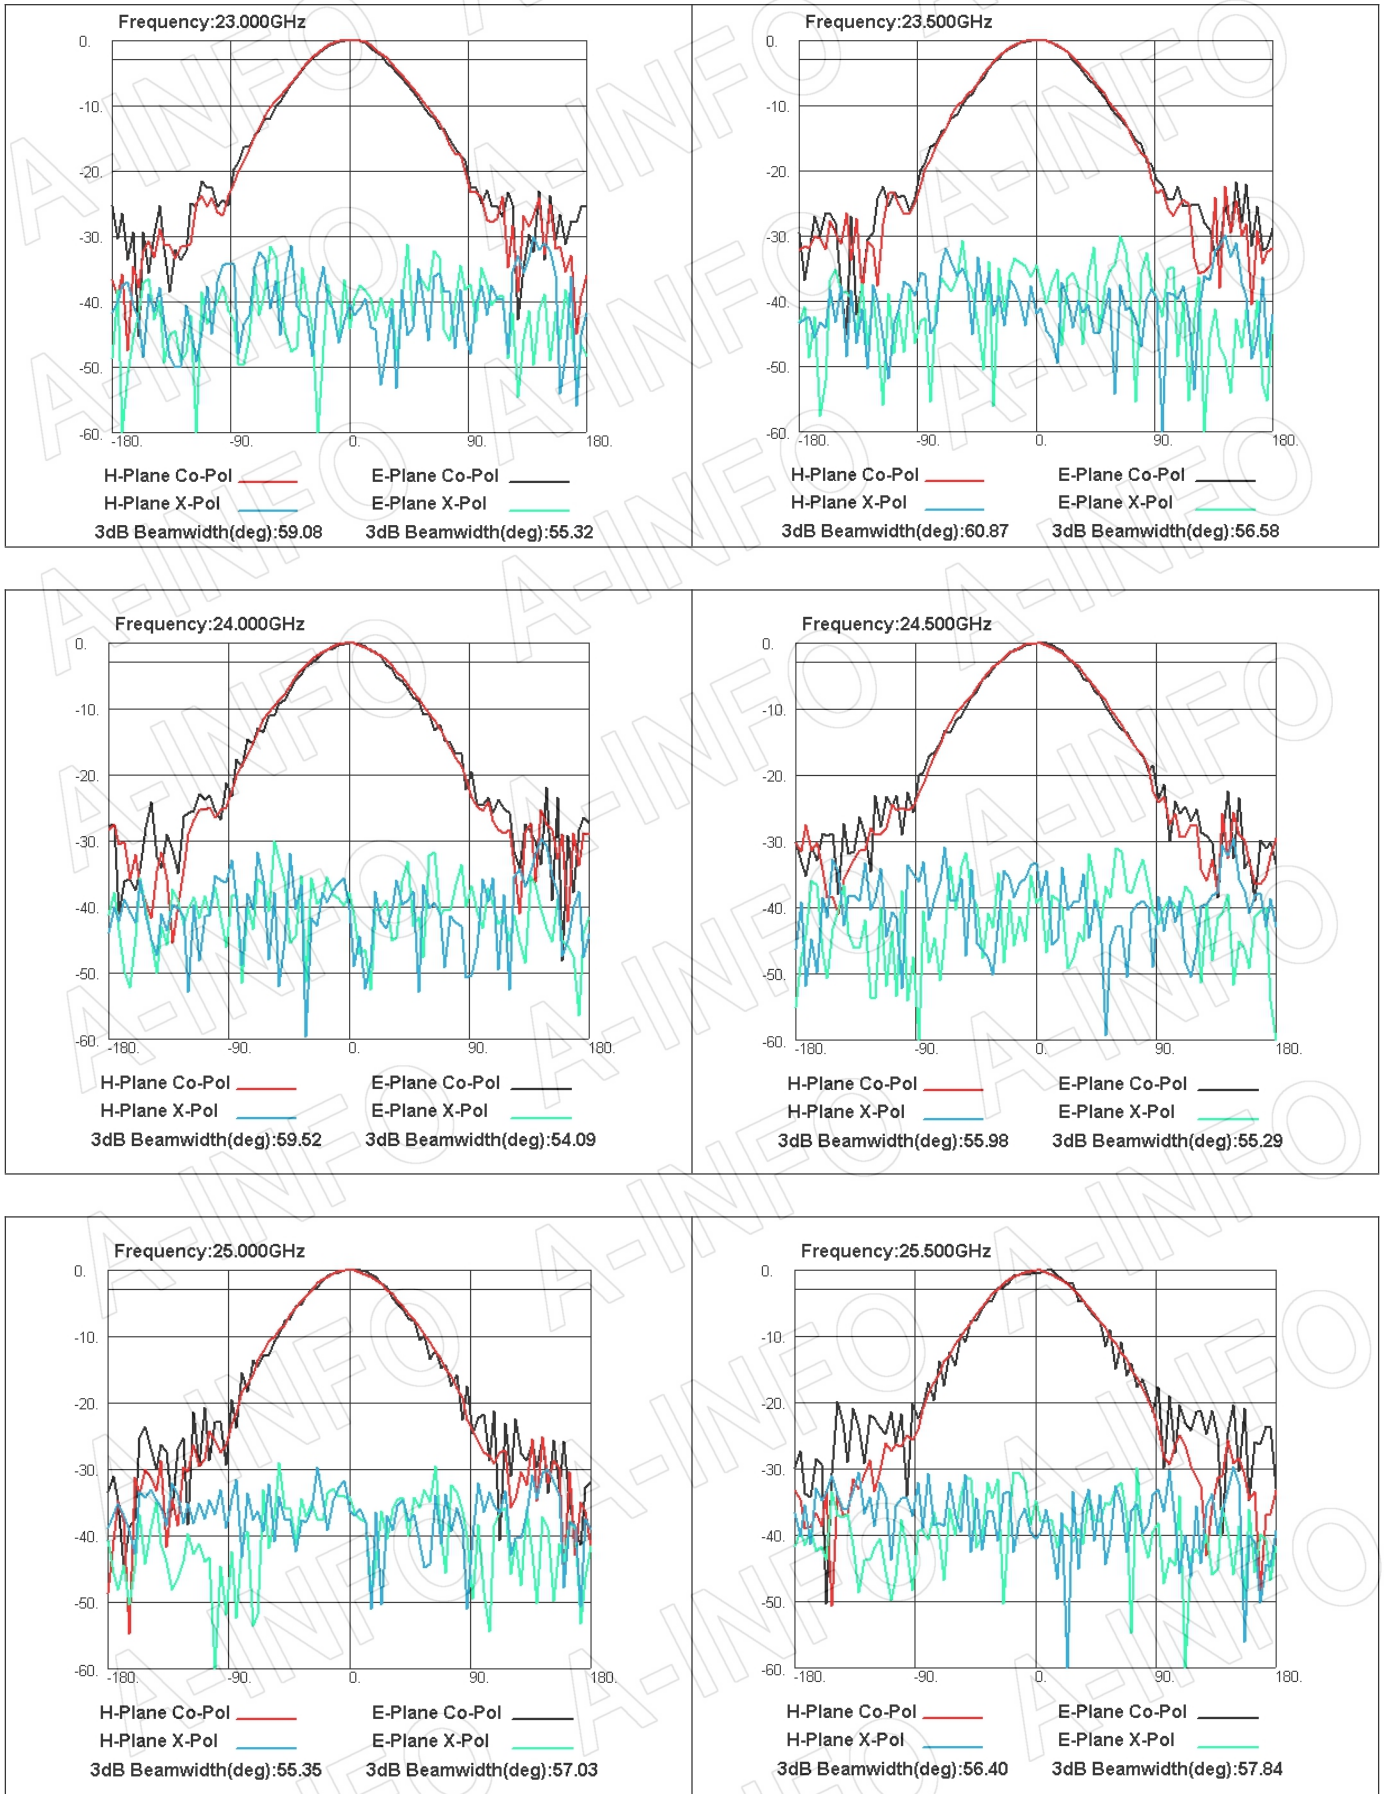 Frequency:23.000GHz
0.
-10.
-20.
-30.
-40.
-50.
-60.
-180. -90. 0. 90. 180.
H-Plane Co-Pol E-Plane Co-Pol
H-Plane X-Pol E-Plane X-Pol
3dB Beamwidth(deg):59.08 3dB Beamwidth(deg):55.32
Frequency:23.500GHz
0.
-10.
-20.
-30.
-40.
-50.
-60.
-180. -90. 0. 90. 180.
H-Plane Co-Pol E-Plane Co-Pol
H-Plane X-Pol E-Plane X-Pol
3dB Beamwidth(deg):60.87 3dB Beamwidth(deg):56.58
Frequency:24.000GHz
0.
-10.
-20.
-30.
-40.
-50.
-60.
-180. -90. 0. 90. 180.
H-Plane Co-Pol E-Plane Co-Pol
H-Plane X-Pol E-Plane X-Pol
3dB Beamwidth(deg):59.52 3dB Beamwidth(deg):54.09
Frequency:24.500GHz
0.
-10.
-20.
-30.
-40.
-50.
-60.
-180. -90. 0. 90. 180.
H-Plane Co-Pol E-Plane Co-Pol
H-Plane X-Pol E-Plane X-Pol
3dB Beamwidth(deg):55.98 3dB Beamwidth(deg):55.29
Frequency:25.000GHz
0.
-10.
-20.
-30.
-40.
-50.
-60.
-180. -90. 0. 90. 180.
H-Plane Co-Pol E-Plane Co-Pol
H-Plane X-Pol E-Plane X-Pol
3dB Beamwidth(deg):55.35 3dB Beamwidth(deg):57.03
Frequency:25.500GHz
0.
-10.
-20.
-30.
-40.
-50.
-60.
-180. -90. 0. 90. 180.
H-Plane Co-Pol E-Plane Co-Pol
H-Plane X-Pol E-Plane X-Pol
3dB Beamwidth(deg):56.40 3dB Beamwidth(deg):57.84
A-INFO